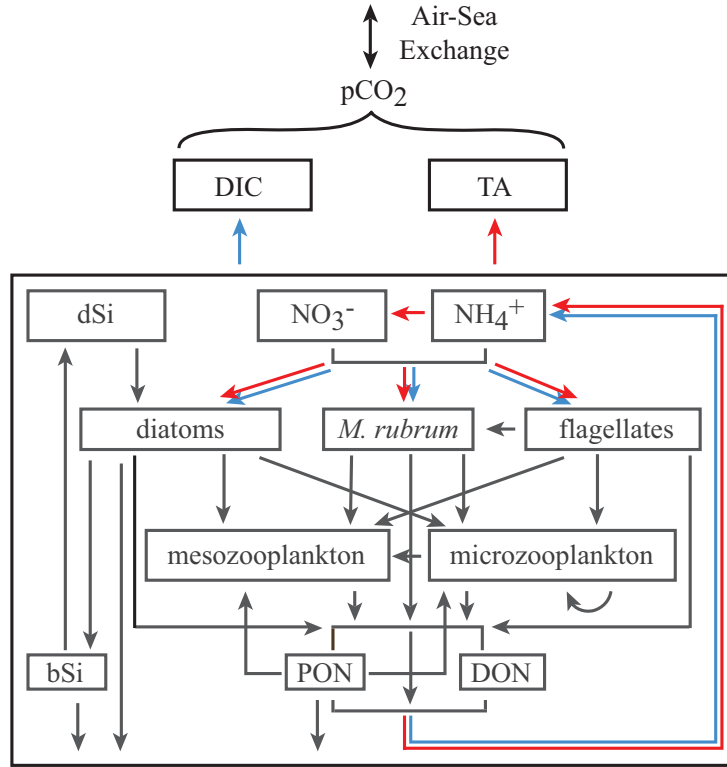 Air-Sea
Exchange
pCO₂
DIC
TA
dSi
NO₃⁻
NH₄⁺
diatoms
M. rubrum
flagellates
mesozooplankton
microzooplankton
bSi
PON
DON